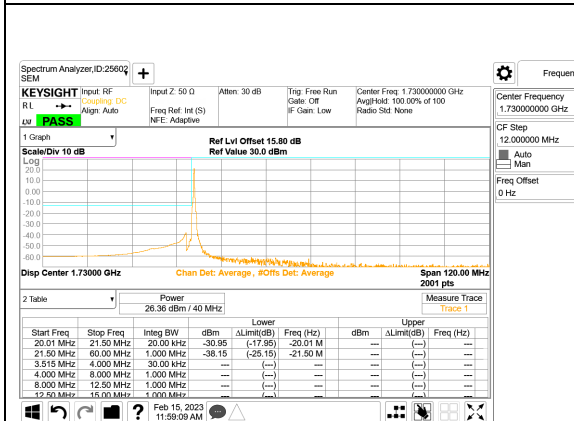 Spectrum Analyzer,ID:25602
SEM
+
KEYSIGHT
Input: RF
Coupling: DC
Align: Auto
Input Z: 50 Ω
Freq Ref: Int (S)
NFE: Adaptive
Atten: 30 dB
Trig: Free Run
Gate: Off
IF Gain: Low
Center Freq: 1.730000000 GHz
Avg|Hold: 100.00% of 100
Radio Std: None
R L
PASS
Frequen
Center Frequency
1.730000000 GHz
CF Step
12.000000 MHz
Auto
Man
Freq Offset
0 Hz
1 Graph
Scale/Div 10 dB
Ref Lvl Offset 15.80 dB
Ref Value 30.0 dBm
Log
20.0
10.0
0.00
-10.0
-20.0
-30.0
-40.0
-50.0
-60.0
Disp Center 1.73000 GHz
Chan Det: Average , #Offs Det: Average
Span 120.00 MHz
2001 pts
2 Table
Power
26.36 dBm / 40 MHz
Measure Trace
Trace 1
Lower Upper
Start Freq Stop Freq Integ BW dBm ΔLimit(dB) Freq (Hz) dBm ΔLimit(dB) Freq (Hz)
20.01 MHz 21.50 MHz 20.00 kHz -30.95 (-17.95) -20.01 M --- (---) ---
21.50 MHz 60.00 MHz 1.000 MHz -38.15 (-25.15) -21.50 M --- (---) ---
3.515 MHz 4.000 MHz 30.00 kHz --- (---) --- --- (---) ---
4.000 MHz 8.000 MHz 1.000 MHz --- (---) --- --- (---) ---
8.000 MHz 12.50 MHz 1.000 MHz --- (---) --- --- (---) ---
12.50 MHz 15.00 MHz 1.000 MHz --- (---) --- --- (---) ---
?
Feb 15, 2023
11:59:09 AM